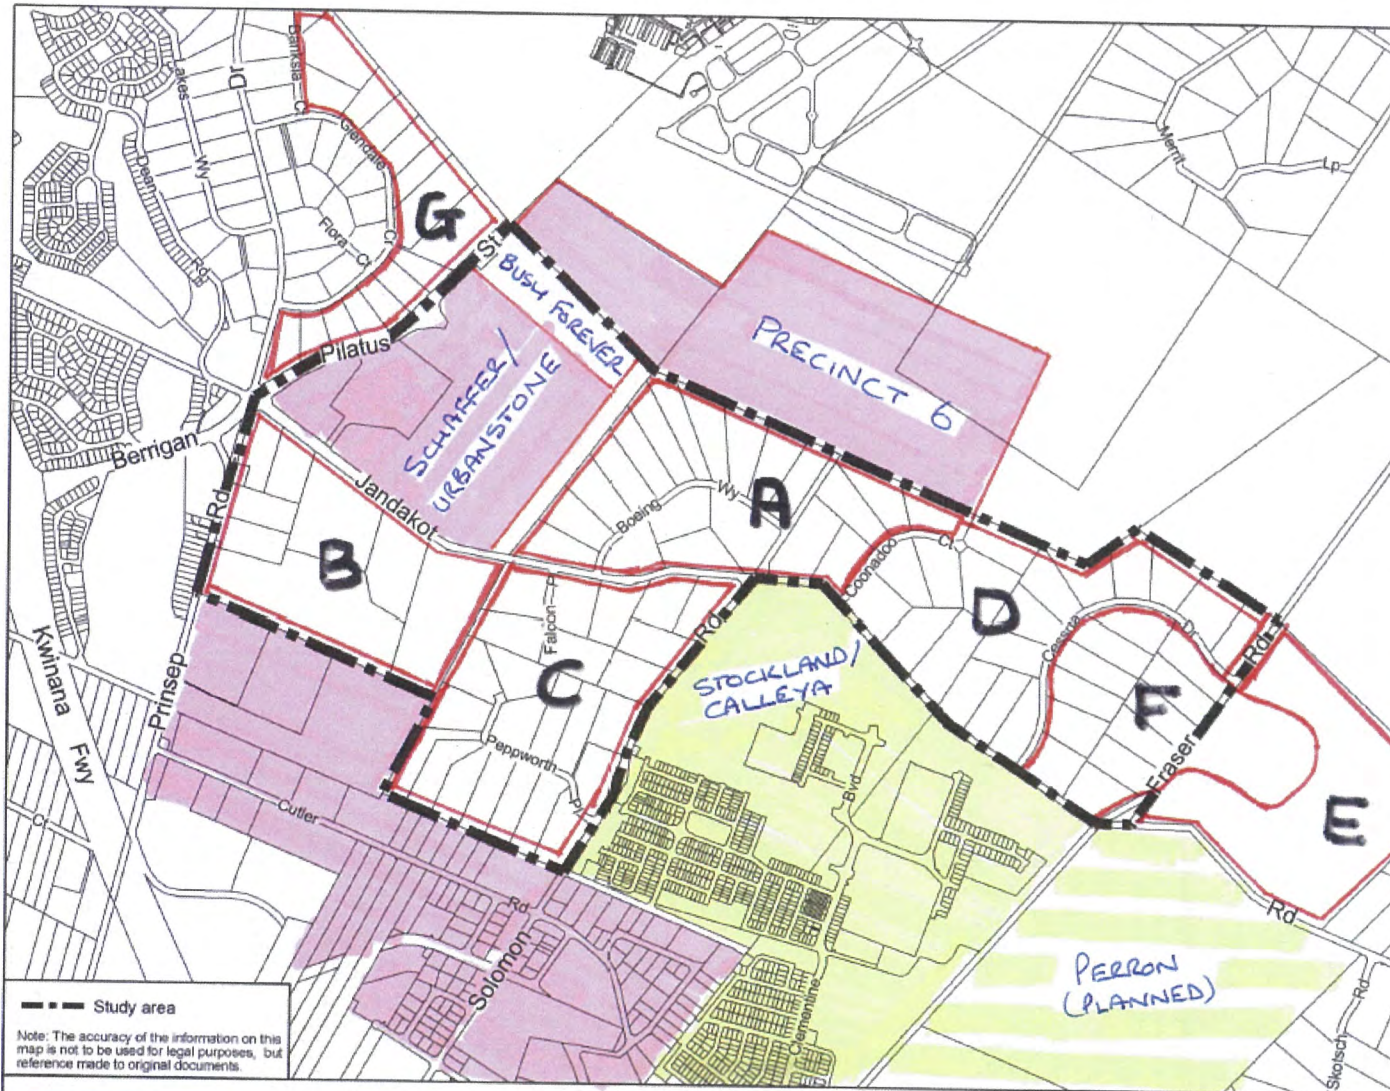 Banksia Ct
Dr
Lakes Wy
Dean Rd
Glendale Cr
Flora Ct
G
St
Pilatus
BUSH FOREVER
SCHAFFER/
URBANSTONE
PRECINCT 6
Merrit Lp
Berrigan
Jandakot
Rd
Boeing Wy
A
Coonadoo Ct
B
Falcon Pl
C
Peppworth Pl
Rd
D
Cessna Dr
F
Fraser Rd
E
Rd
STOCKLAND/
CALLEYA
Kwinana Fwy
Prinsep
Cutler
Rd
Ct
Solomon
Blvd
Clementine
PERRON
(PLANNED)
Skotsch Rd
Study area
Note: The accuracy of the information on this
map is not to be used for legal purposes, but
reference made to original documents.